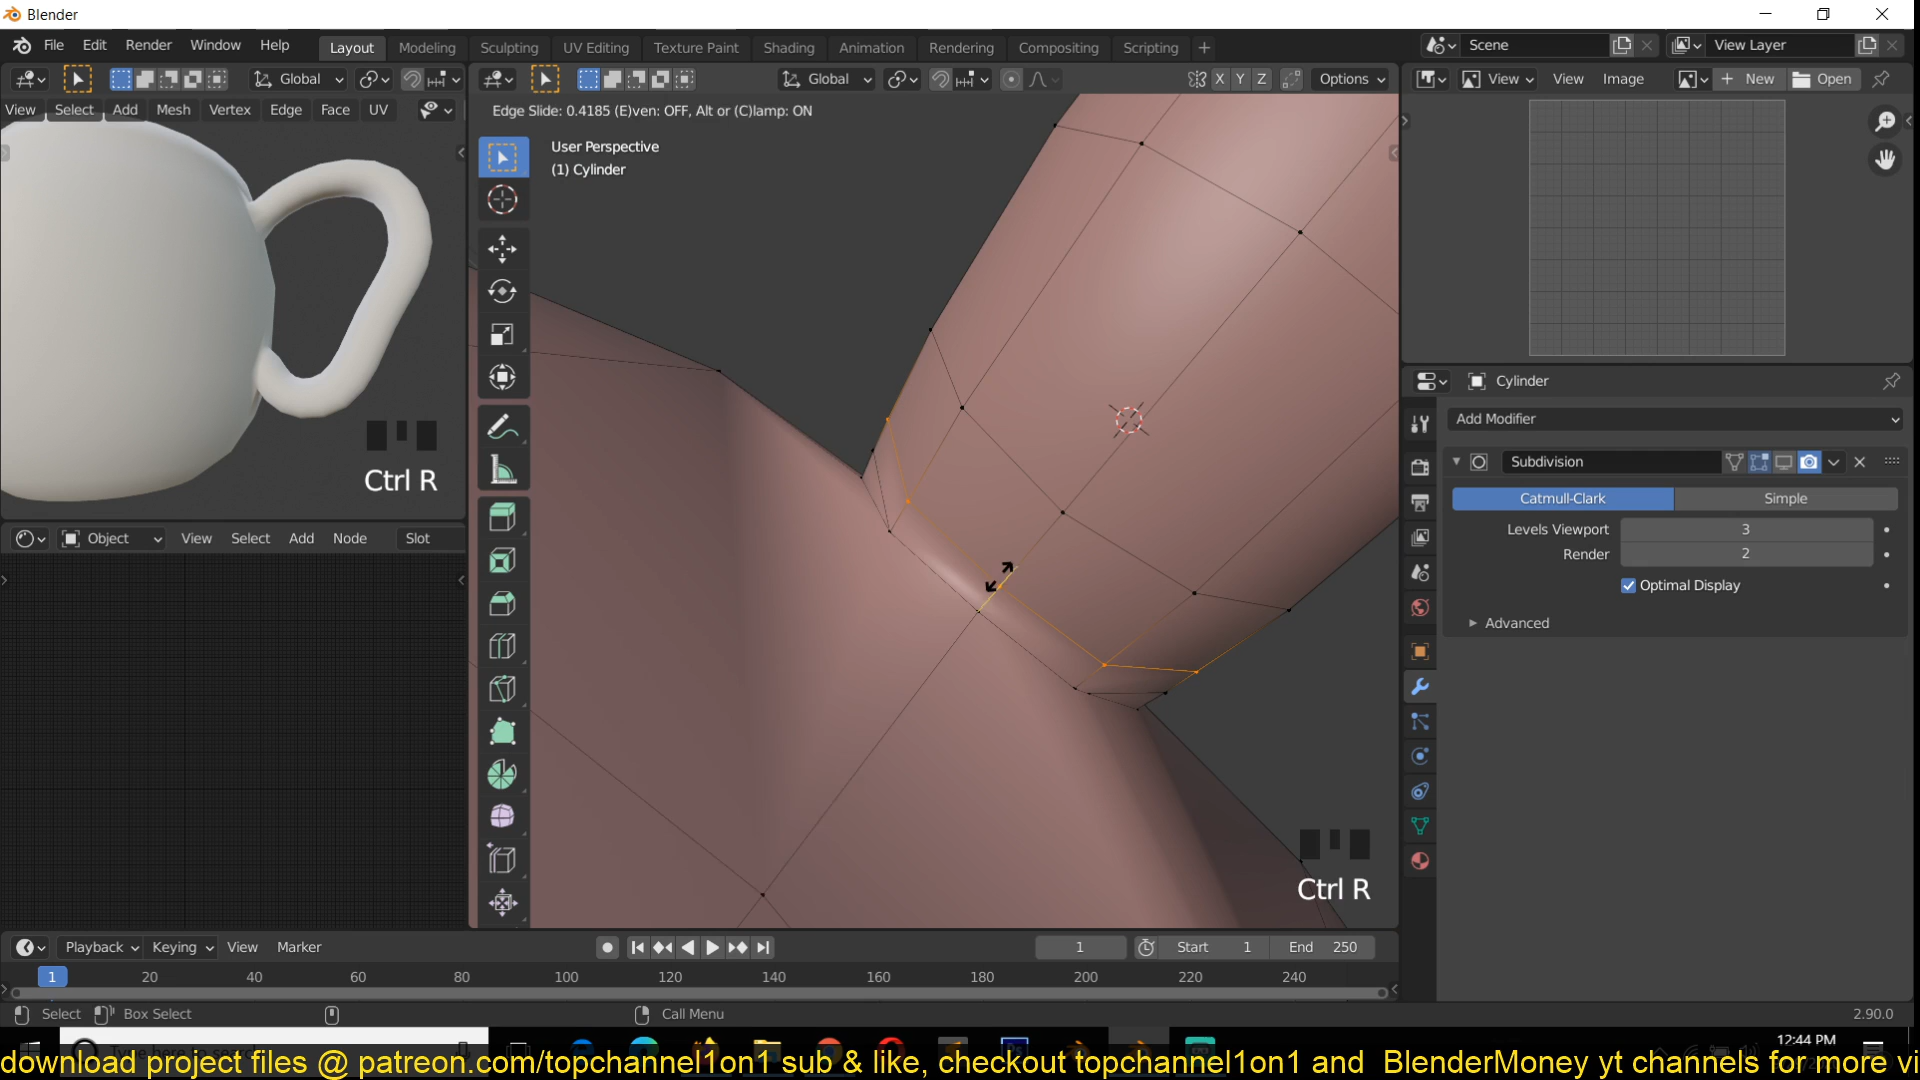 Blender
File Edit Render Window Help Layout Modeling Sculpting UV Editing Texture Paint Shading Animation Rendering Compositing Scripting + Scene View Layer
Global Global X Y Z Options View View Image New Open
View Select Add Mesh Vertex Edge Face UV
Edge Slide: 0.4185 (E)ven: OFF, Alt or (C)lamp: ON
User Perspective
(1) Cylinder
Cylinder
Add Modifier
Subdivision
Catmull-Clark Simple
Levels Viewport 3
Render 2
Optimal Display
Advanced
Ctrl R
Object View Select Add Node Slot
Ctrl R
Playback Keying View Marker 1 Start 1 End 250
1 20 40 60 80 100 120 140 160 180 200 220 240
Select Box Select Call Menu 2.90.0
12:44 PM
download project files @ patreon.com/topchannel1on1 sub & like, checkout topchannel1on1 and BlenderMoney yt channels for more vi